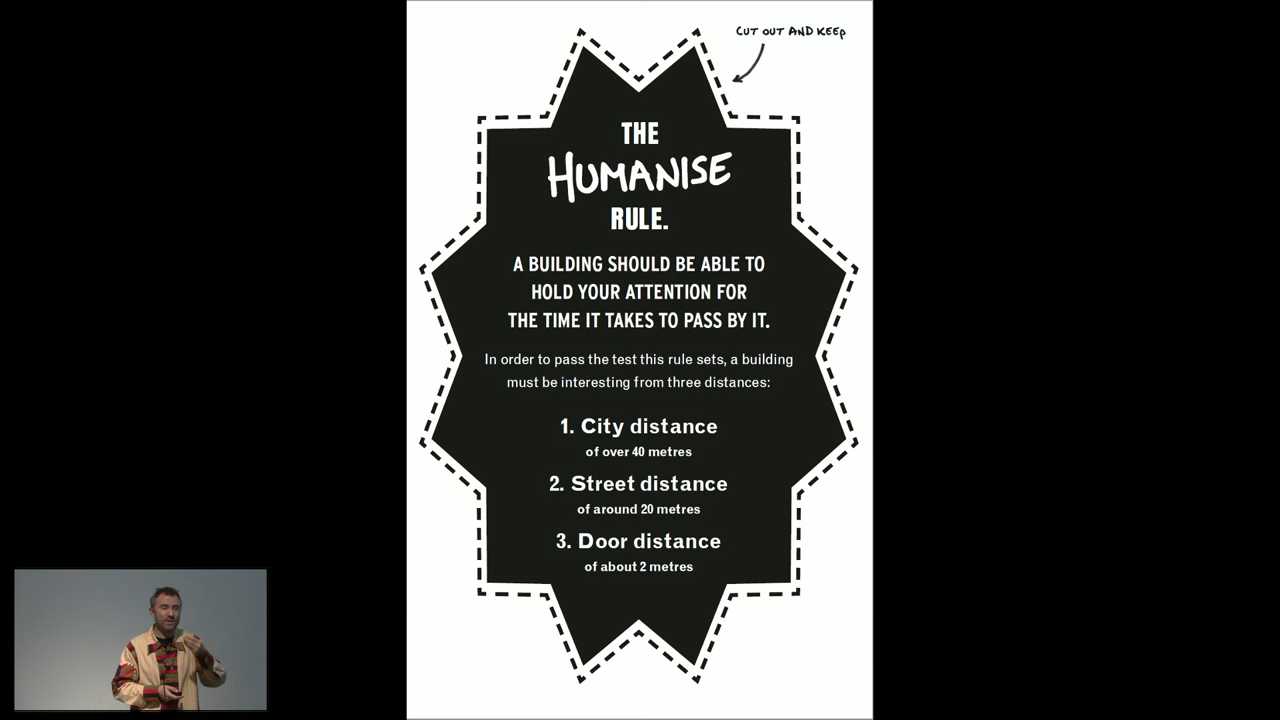 CUT OUT AND KEEP
THE
HUMANISE
RULE.
A BUILDING SHOULD BE ABLE TO
HOLD YOUR ATTENTION FOR
THE TIME IT TAKES TO PASS BY IT.
In order to pass the test this rule sets, a building
must be interesting from three distances:
1. City distance
of over 40 metres
2. Street distance
of around 20 metres
3. Door distance
of about 2 metres